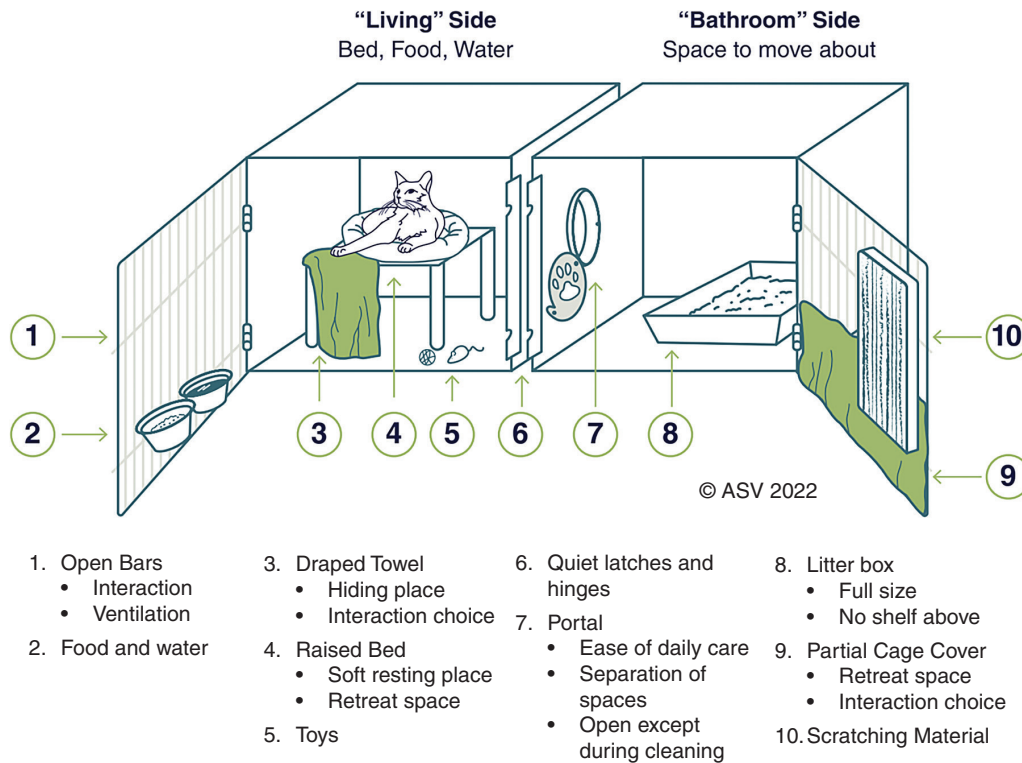 “Living” Side
Bed, Food, Water
“Bathroom” Side
Space to move about
1
2
3
4
5
6
7
8
9
10
© ASV 2022
1. Open Bars
• Interaction
• Ventilation
2. Food and water
3. Draped Towel
• Hiding place
• Interaction choice
4. Raised Bed
• Soft resting place
• Retreat space
5. Toys
6. Quiet latches and
hinges
7. Portal
• Ease of daily care
• Separation of
spaces
• Open except
during cleaning
8. Litter box
• Full size
• No shelf above
9. Partial Cage Cover
• Retreat space
• Interaction choice
10. Scratching Material